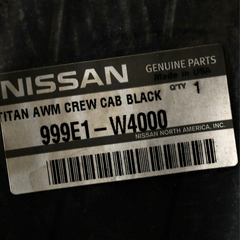 NISSAN GENUINE PARTS
Made in USA
TITAN AWM CREW CAB BLACK QTY 1
999E1-W4000
NISSAN NORTH AMERICA, INC.